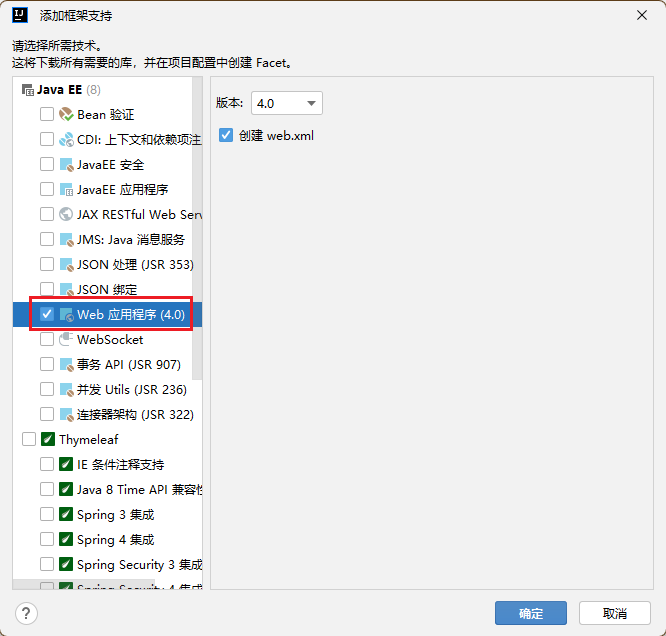 添加框架支持
请选择所需技术。
这将下载所有需要的库，并在项目配置中创建 Facet。
Java EE (8)
Bean 验证
CDI: 上下文和依赖项注
JavaEE 安全
JavaEE 应用程序
JAX RESTful Web Serv
JMS: Java 消息服务
JSON 处理 (JSR 353)
JSON 绑定
Web 应用程序 (4.0)
WebSocket
事务 API (JSR 907)
并发 Utils (JSR 236)
连接器架构 (JSR 322)
Thymeleaf
IE 条件注释支持
Java 8 Time API 兼容性
Spring 3 集成
Spring 4 集成
Spring Security 3 集成
Spring Security 4 集成
版本: 4.0
创建 web.xml
?
确定
取消